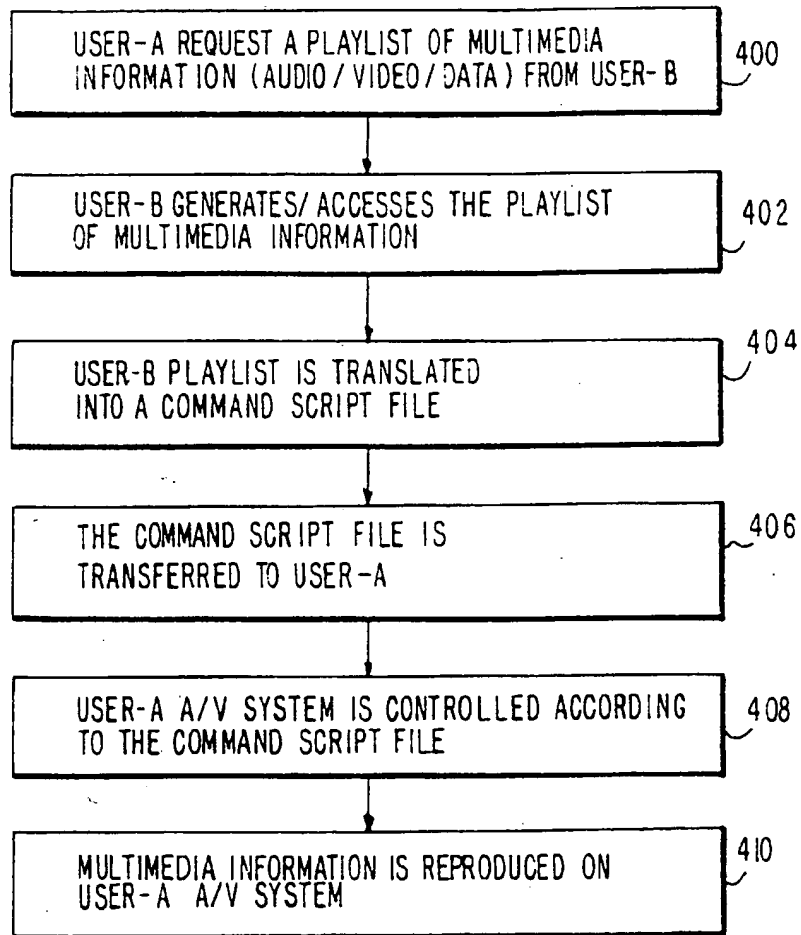 USER-A REQUEST A PLAYLIST OF MULTIMEDIA
INFORMATION (AUDIO/VIDEO/DATA) FROM USER-B
400
USER-B GENERATES/ACCESSES THE PLAYLIST
OF MULTIMEDIA INFORMATION
402
USER-B PLAYLIST IS TRANSLATED
INTO A COMMAND SCRIPT FILE
404
THE COMMAND SCRIPT FILE IS
TRANSFERRED TO USER-A
406
USER-A A/V SYSTEM IS CONTROLLED ACCORDING
TO THE COMMAND SCRIPT FILE
408
MULTIMEDIA INFORMATION IS REPRODUCED ON
USER-A A/V SYSTEM
410